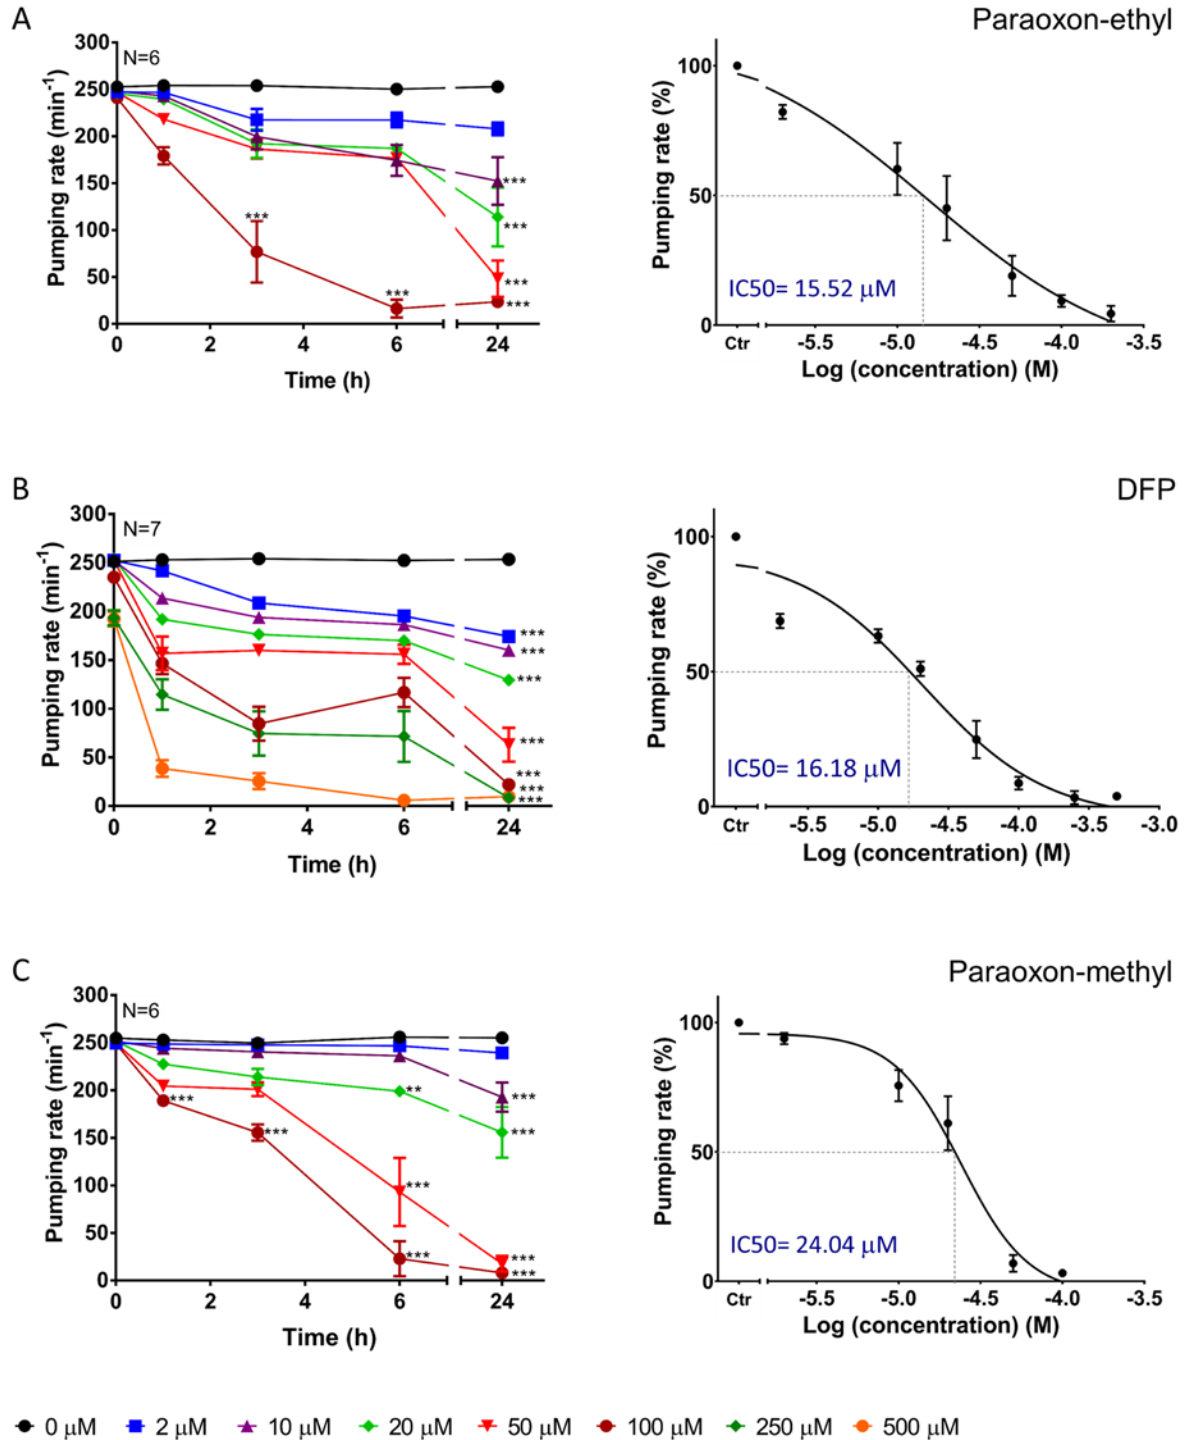 A
Paraoxon-ethyl
N=6
Pumping rate (min⁻¹)
300
250
200
150
100
50
0
***
***
***
***
***
***
0 2 4 6 24
Time (h)
Pumping rate (%)
100
50
0
IC50= 15.52 µM
Ctr -5.5 -5.0 -4.5 -4.0 -3.5
Log (concentration) (M)
B
DFP
N=7
Pumping rate (min⁻¹)
300
250
200
150
100
50
0
***
***
***
***
***
***
***
0 2 4 6 24
Time (h)
Pumping rate (%)
100
50
0
IC50= 16.18 µM
Ctr -5.5 -5.0 -4.5 -4.0 -3.5 -3.0
Log (concentration) (M)
C
Paraoxon-methyl
N=6
Pumping rate (min⁻¹)
300
250
200
150
100
50
0
**
***
***
***
***
***
***
***
***
0 2 4 6 24
Time (h)
Pumping rate (%)
100
50
0
IC50= 24.04 µM
Ctr -5.5 -5.0 -4.5 -4.0 -3.5
Log (concentration) (M)
0 µM 2 µM 10 µM 20 µM 50 µM 100 µM 250 µM 500 µM